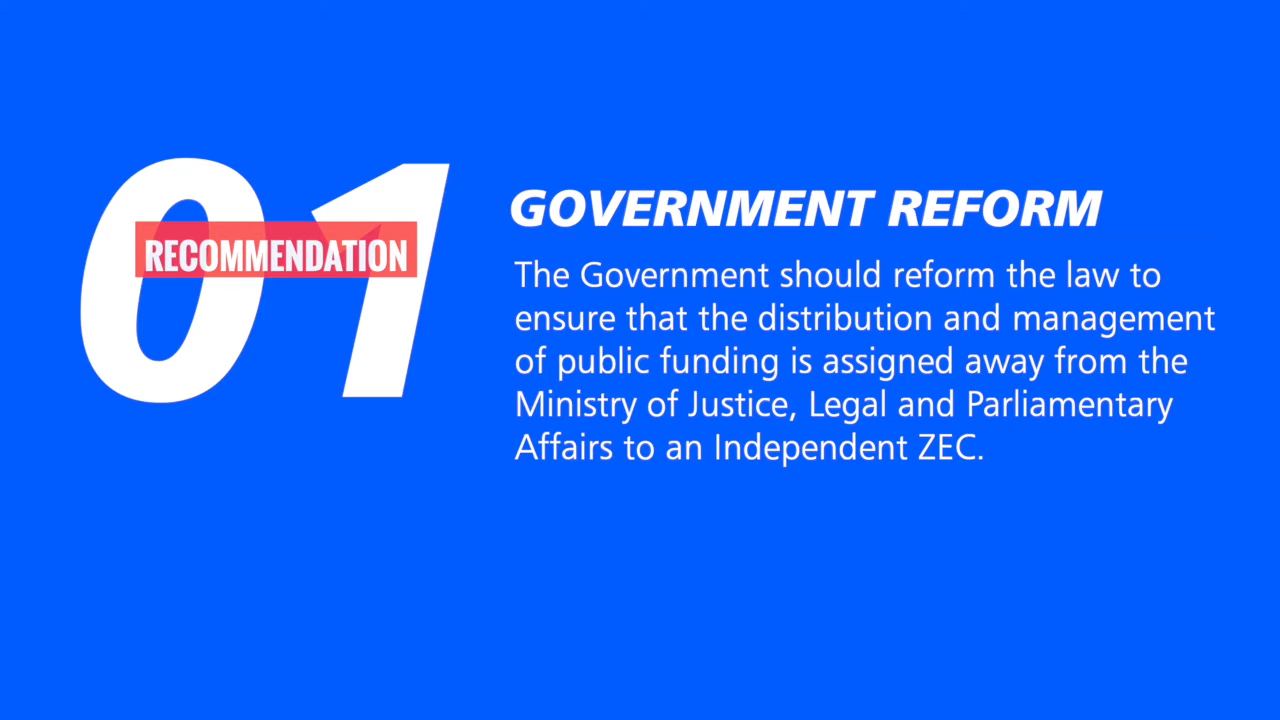 01
RECOMMENDATION
GOVERNMENT REFORM
The Government should reform the law to
ensure that the distribution and management
of public funding is assigned away from the
Ministry of Justice, Legal and Parliamentary
Affairs to an Independent ZEC.